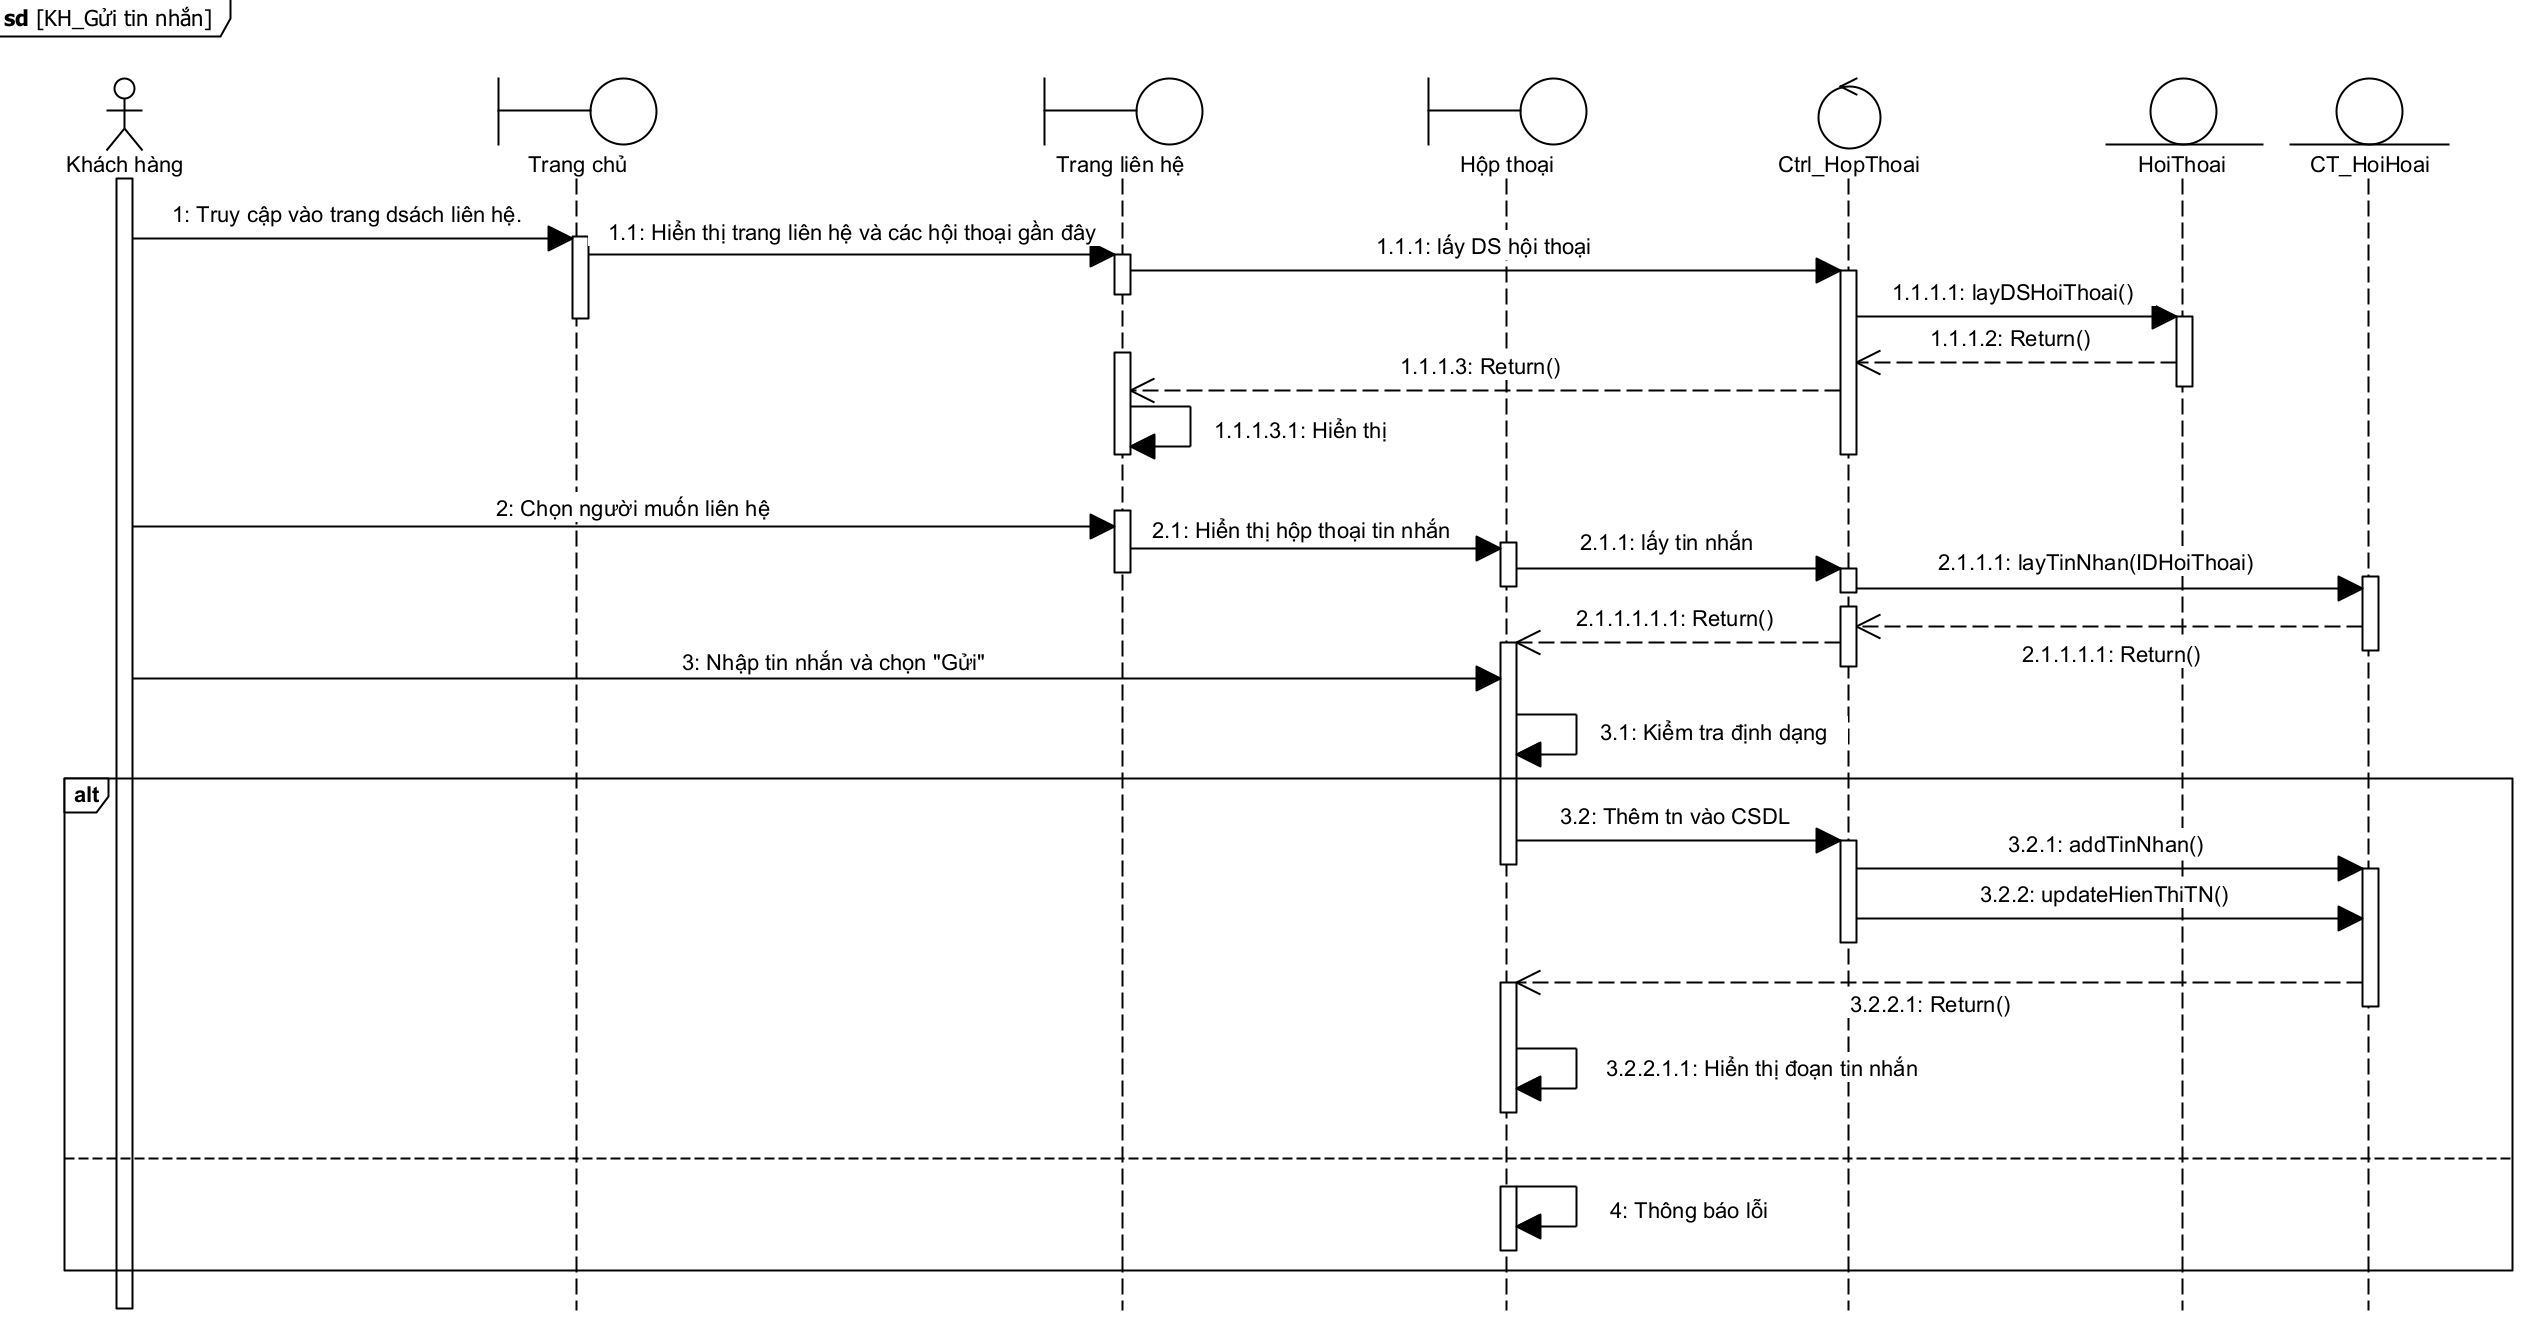 sd [KH_Gửi tin nhắn]
Khách hàng
Trang chủ
Trang liên hệ
Hộp thoại
Ctrl_HopThoai
HoiThoai
CT_HoiHoai
1: Truy cập vào trang dsách liên hệ.
1.1: Hiển thị trang liên hệ và các hội thoại gần đây
1.1.1: lấy DS hội thoại
1.1.1.1: layDSHoiThoai()
1.1.1.2: Return()
1.1.1.3: Return()
1.1.1.3.1: Hiển thị
2: Chọn người muốn liên hệ
2.1: Hiển thị hộp thoại tin nhắn
2.1.1: lấy tin nhắn
2.1.1.1: layTinNhan(IDHoiThoai)
2.1.1.1.1.1: Return()
2.1.1.1.1: Return()
3: Nhập tin nhắn và chọn "Gửi"
3.1: Kiểm tra định dạng
alt
3.2: Thêm tn vào CSDL
3.2.1: addTinNhan()
3.2.2: updateHienThiTN()
3.2.2.1: Return()
3.2.2.1.1: Hiển thị đoạn tin nhắn
4: Thông báo lỗi